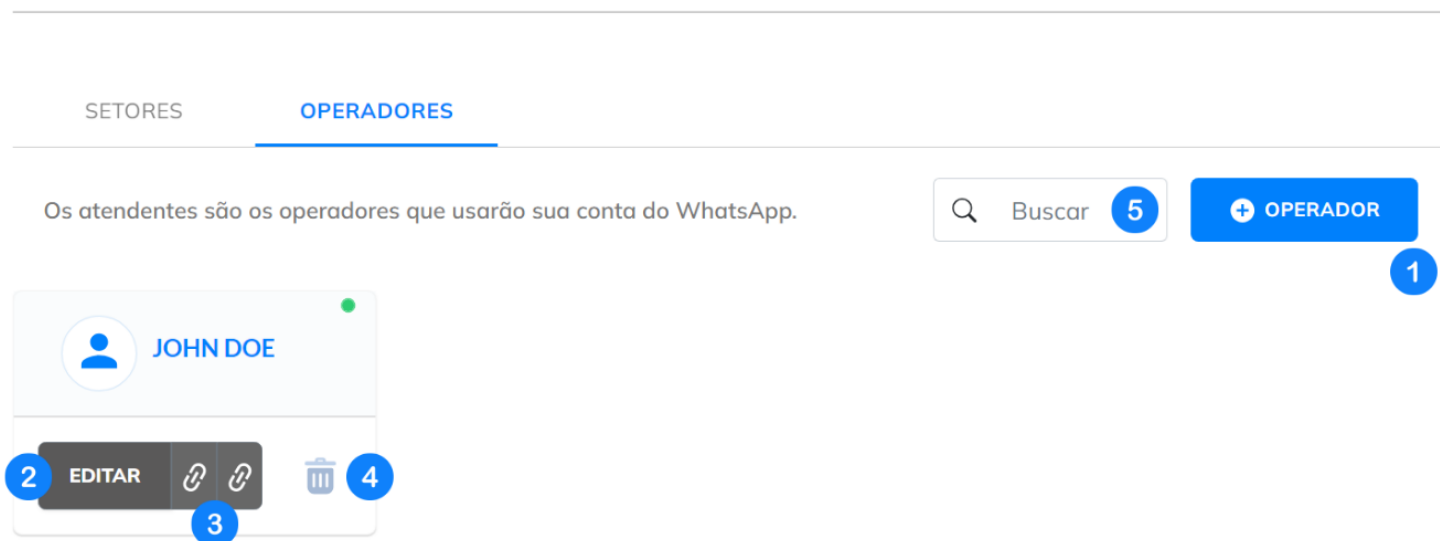 SETORES OPERADORES
Os atendentes são os operadores que usarão sua conta do WhatsApp. Buscar 5 OPERADOR
1
JOHN DOE
2 EDITAR 4
3